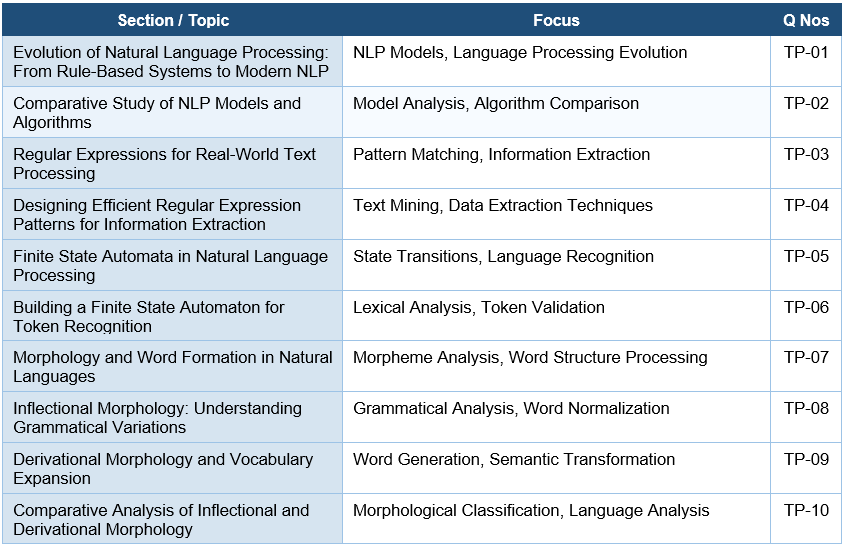 Section / Topic Focus Q Nos
Evolution of Natural Language Processing: NLP Models, Language Processing Evolution TP-01
From Rule-Based Systems to Modern NLP
Comparative Study of NLP Models and Model Analysis, Algorithm Comparison TP-02
Algorithms
Regular Expressions for Real-World Text Pattern Matching, Information Extraction TP-03
Processing
Designing Efficient Regular Expression Text Mining, Data Extraction Techniques TP-04
Patterns for Information Extraction
Finite State Automata in Natural Language State Transitions, Language Recognition TP-05
Processing
Building a Finite State Automaton for Lexical Analysis, Token Validation TP-06
Token Recognition
Morphology and Word Formation in Natural Morpheme Analysis, Word Structure Processing TP-07
Languages
Inflectional Morphology: Understanding Grammatical Analysis, Word Normalization TP-08
Grammatical Variations
Derivational Morphology and Vocabulary Word Generation, Semantic Transformation TP-09
Expansion
Comparative Analysis of Inflectional and Morphological Classification, Language Analysis TP-10
Derivational Morphology